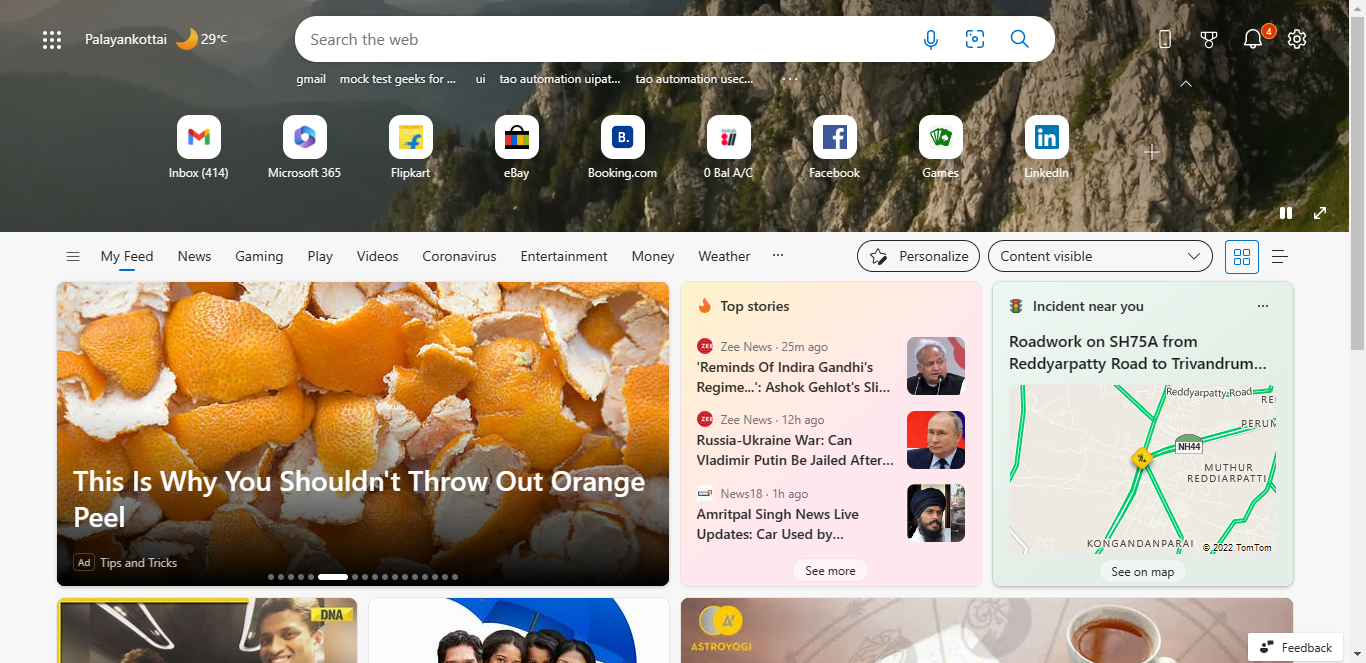 Palayankottai 29°C
Search the web
4
gmail mock test geeks for ... ui tao automation uipat... tao automation usec... ...
B.
Inbox (414) Microsoft 365 Flipkart eBay Booking.com 0 Bal A/C Facebook Games LinkedIn
My Feed News Gaming Play Videos Coronavirus Entertainment Money Weather ...
Personalize
Content visible
This Is Why You Shouldn't Throw Out Orange
Peel
Ad Tips and Tricks
Top stories
Zee News · 25m ago
'Reminds Of Indira Gandhi's
Regime...': Ashok Gehlot's Sli...
Zee News · 12h ago
Russia-Ukraine War: Can
Vladimir Putin Be Jailed After...
News18 · 1h ago
Amritpal Singh News Live
Updates: Car Used by...
See more
Incident near you ...
Roadwork on SH75A from
Reddyarpatty Road to Trivandrum...
Reddyarpatty Road
RE
PERUM
NH44
MUTHUR
REDDIARPATTI
KONGANDANPARAI
© 2022 TomTom
See on map
DNA
ASTROYOGI
Feedback